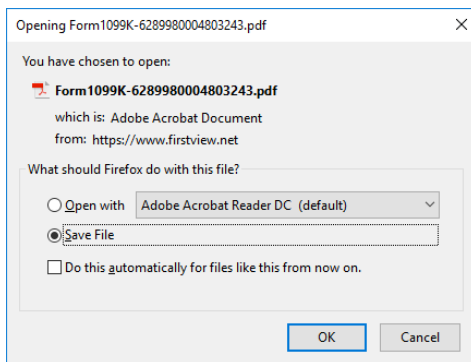 Opening Form1099K-6289980004803243.pdf
You have chosen to open:
Form1099K-6289980004803243.pdf
which is: Adobe Acrobat Document
from: https://www.firstview.net
What should Firefox do with this file?
Open with Adobe Acrobat Reader DC (default)
Save File
Do this automatically for files like this from now on.
OK Cancel